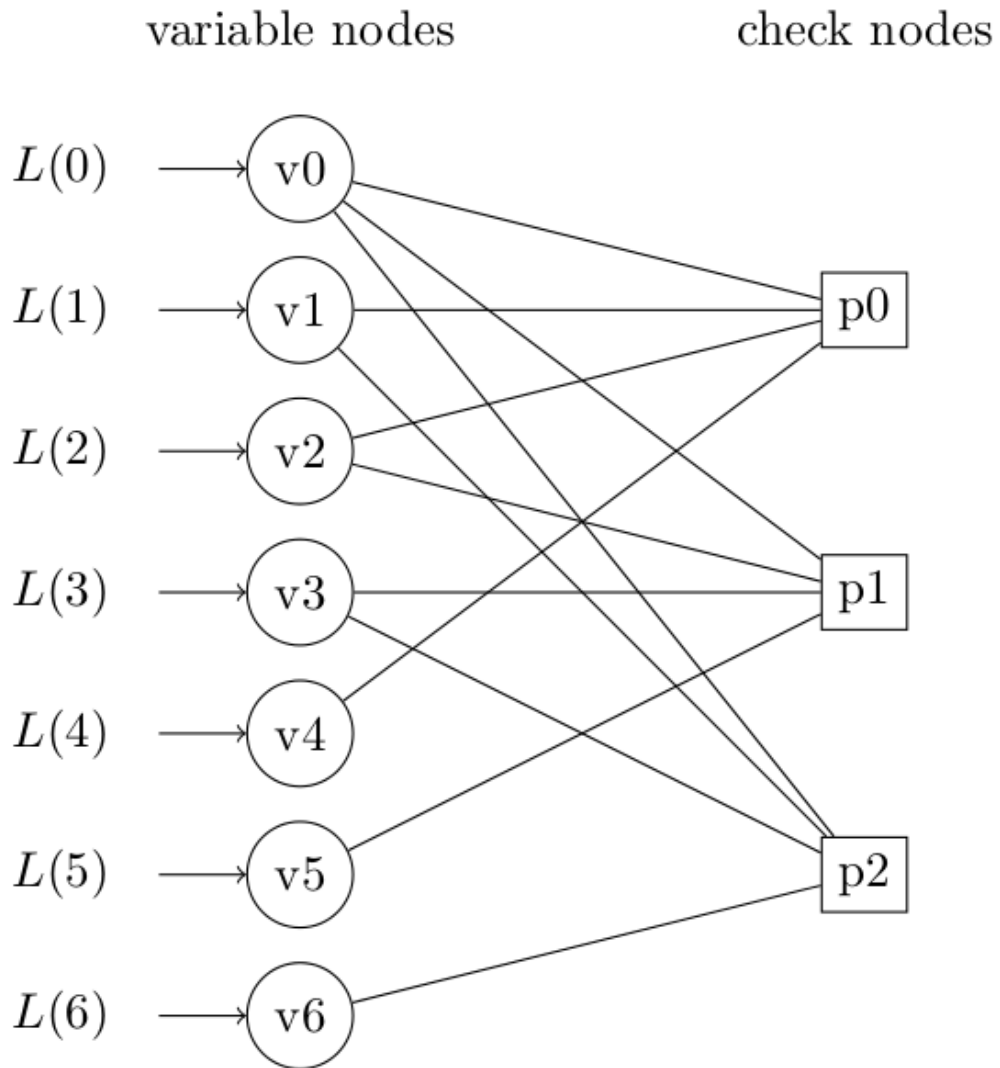 variable nodes check nodes
L(0) v0
L(1) v1 p0
L(2) v2
L(3) v3 p1
L(4) v4
L(5) v5 p2
L(6) v6